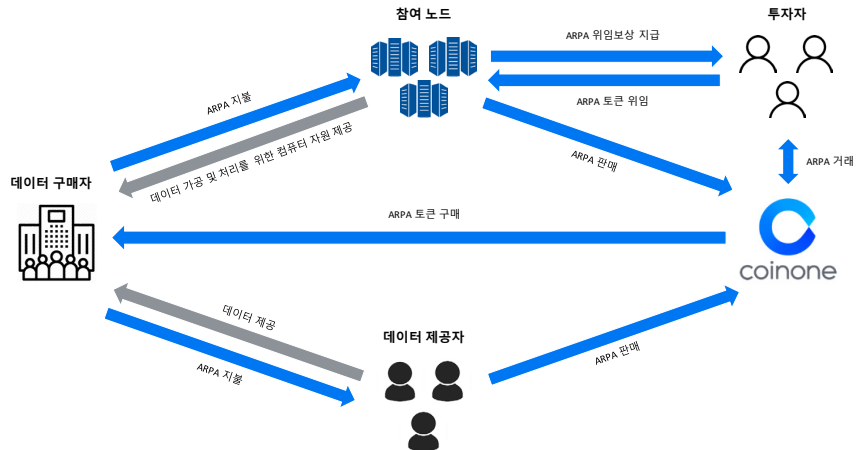 참여 노드
투자자
ARPA 위임보상 지급
ARPA 토큰 위임
ARPA 지불
데이터 가공 및 처리를 위한 컴퓨터 자원 제공
ARPA 판매
ARPA 거래
데이터 구매자
ARPA 토큰 구매
coinone
데이터 제공
ARPA 지불
데이터 제공자
ARPA 판매